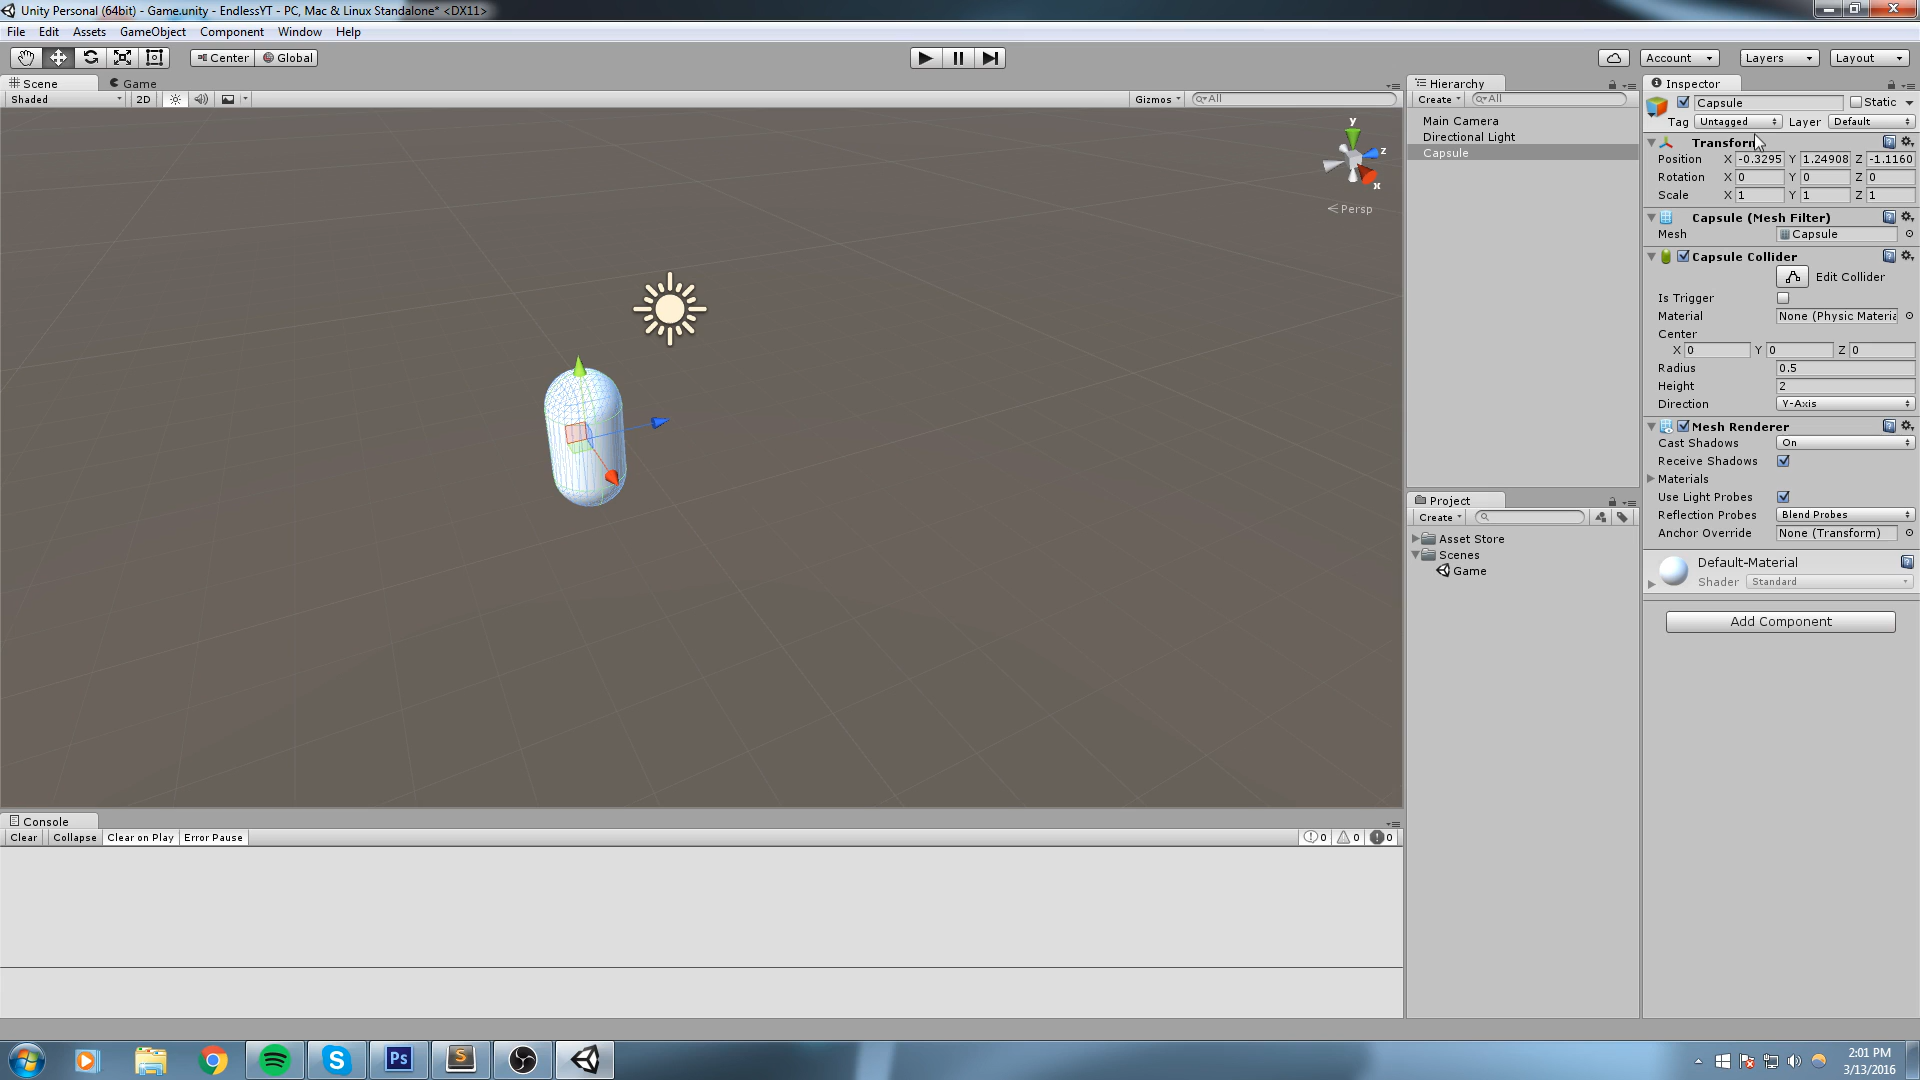 Unity Personal (64bit) - Game.unity - EndlessYT - PC, Mac & Linux Standalone* <DX11>
File Edit Assets GameObject Component Window Help
Center Global Account Layers Layout
Scene Game
Shaded 2D Gizmos All
y
z
x
Persp
Console
Clear Collapse Clear on Play Error Pause 0 0 0
Hierarchy
Create All
Main Camera
Directional Light
Capsule
Project
Create
Asset Store
Scenes
Game
Inspector
Capsule Static
Tag Untagged Layer Default
Transform
Position X -0.3295 Y 1.24908 Z -1.1160
Rotation X 0 Y 0 Z 0
Scale X 1 Y 1 Z 1
Capsule (Mesh Filter)
Mesh Capsule
Capsule Collider
Edit Collider
Is Trigger
Material None (Physic Materia
Center
X 0 Y 0 Z 0
Radius 0.5
Height 2
Direction Y-Axis
Mesh Renderer
Cast Shadows On
Receive Shadows
Materials
Use Light Probes
Reflection Probes Blend Probes
Anchor Override None (Transform)
Default-Material
Shader Standard
Add Component
Ps
2:01 PM
3/13/2016